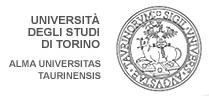 UNIVERSITÀ
DEGLI STUDI
DI TORINO
ALMA UNIVERSITAS
TAURINENSIS